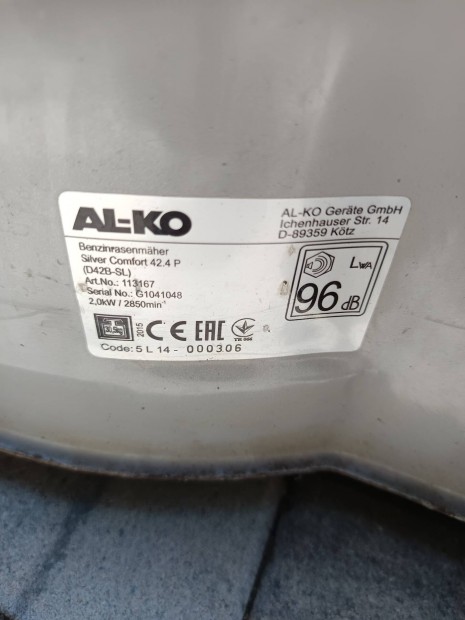 AL-KO
AL-KO Geräte GmbH
Ichenhauser Str. 14
D-89359 Kötz
Benzinrasenmäher
Silver Comfort 42.4 P
(D42B-SL)
Art.No.: 113167
Serial No.: G1041048
2,0kW / 2850min⁻¹
LWA
96 dB
2015 CE EAC
TR 066
Code: 5 L 14 - 000306